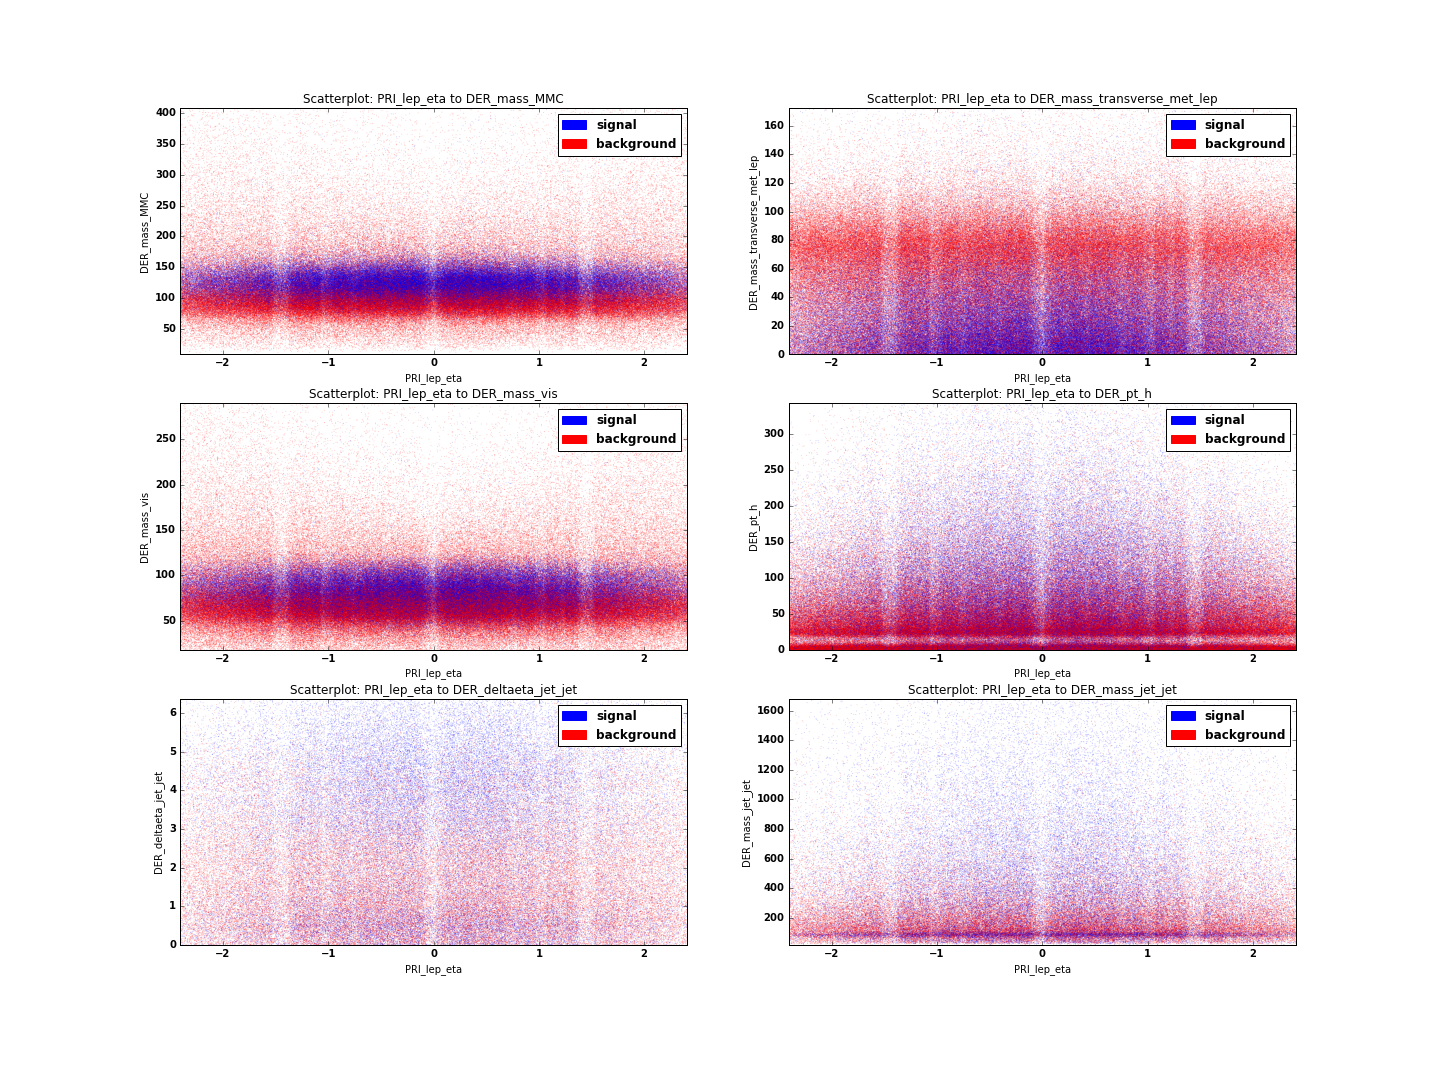 Scatterplot: PRI_lep_eta to DER_mass_MMC
signal
background
DER_mass_MMC
400
350
300
250
200
150
100
50
−2
−1
0
1
2
PRI_lep_eta
Scatterplot: PRI_lep_eta to DER_mass_transverse_met_lep
signal
background
DER_mass_transverse_met_lep
160
140
120
100
80
60
40
20
0
−2
−1
0
1
2
PRI_lep_eta
Scatterplot: PRI_lep_eta to DER_mass_vis
signal
background
DER_mass_vis
250
200
150
100
50
−2
−1
0
1
2
PRI_lep_eta
Scatterplot: PRI_lep_eta to DER_pt_h
signal
background
DER_pt_h
300
250
200
150
100
50
0
−2
−1
0
1
2
PRI_lep_eta
Scatterplot: PRI_lep_eta to DER_deltaeta_jet_jet
signal
background
DER_deltaeta_jet_jet
6
5
4
3
2
1
0
−2
−1
0
1
2
PRI_lep_eta
Scatterplot: PRI_lep_eta to DER_mass_jet_jet
signal
background
DER_mass_jet_jet
1600
1400
1200
1000
800
600
400
200
−2
−1
0
1
2
PRI_lep_eta